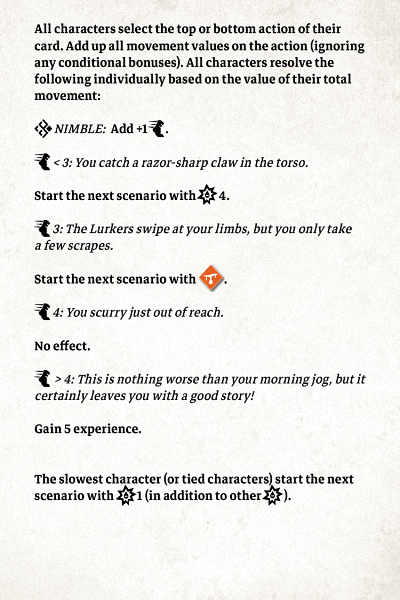 All characters select the top or bottom action of their
card. Add up all movement values on the action (ignoring
any conditional bonuses). All characters resolve the
following individually based on the value of their total
movement:
NIMBLE: Add +1 .
< 3: You catch a razor-sharp claw in the torso.
Start the next scenario with 4.
3: The Lurkers swipe at your limbs, but you only take
a few scrapes.
Start the next scenario with .
4: You scurry just out of reach.
No effect.
> 4: This is nothing worse than your morning jog, but it
certainly leaves you with a good story!
Gain 5 experience.
The slowest character (or tied characters) start the next
scenario with 1 (in addition to other ).